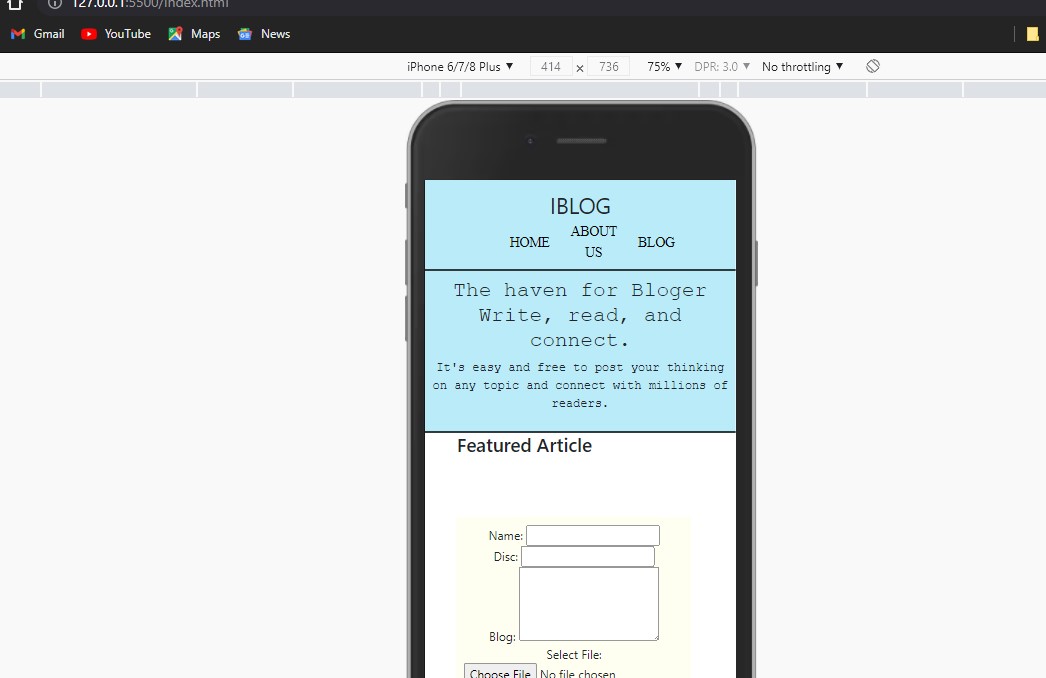 127.0.0.1:5500/index.html
Gmail YouTube Maps News
iPhone 6/7/8 Plus ▼ 414 x 736 75% ▼ DPR: 3.0 ▼ No throttling ▼
IBLOG
HOME ABOUT US BLOG
The haven for Bloger
Write, read, and
connect.
It's easy and free to post your thinking
on any topic and connect with millions of
readers.
Featured Article
Name:
Disc:
Blog:
Select File:
Choose File No file chosen